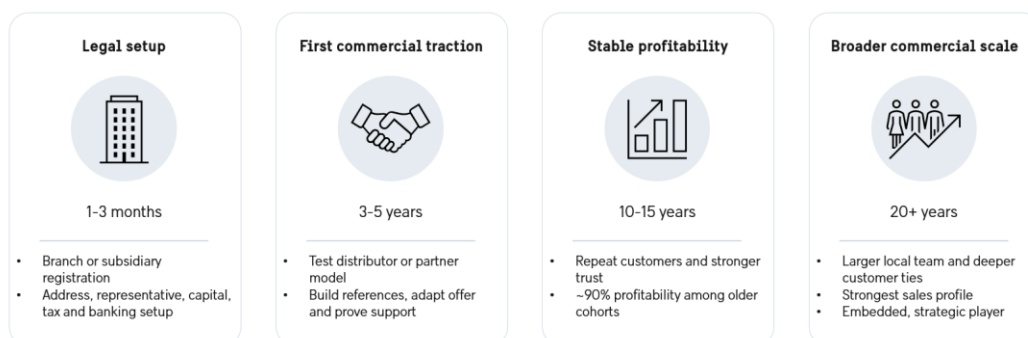 Legal setup
1-3 months
• Branch or subsidiary
registration
• Address, representative, capital,
tax and banking setup
First commercial traction
3-5 years
• Test distributor or partner
model
• Build references, adapt offer
and prove support
Stable profitability
10-15 years
• Repeat customers and stronger
trust
• ~90% profitability among older
cohorts
Broader commercial scale
20+ years
• Larger local team and deeper
customer ties
• Strongest sales profile
• Embedded, strategic player